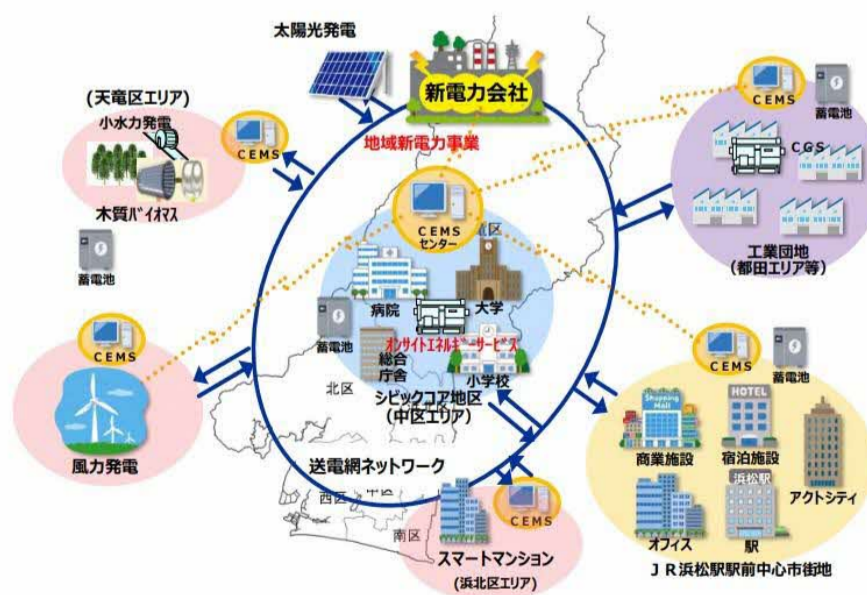 太陽光発電
新電力会社
地域新電力事業
(天竜区エリア)
小水力発電
CEMS
木質バイオマス
蓄電池
CEMS
蓄電池
CGS
工業団地
(都田エリア等)
CEMS
センター
竜区
病院
大学
蓄電池
オンサイトエネルギーサービス
総合
庁舎
小学校
シビックコア地区
(中区エリア)
北区
CEMS
風力発電
送電網ネットワーク
西区
中区
南区
CEMS
スマートマンション
(浜北区エリア)
CEMS
蓄電池
Shopping
Mall
HOTEL
商業施設
宿泊施設
アクトシティ
浜松駅
オフィス
駅
JR浜松駅駅前中心市街地